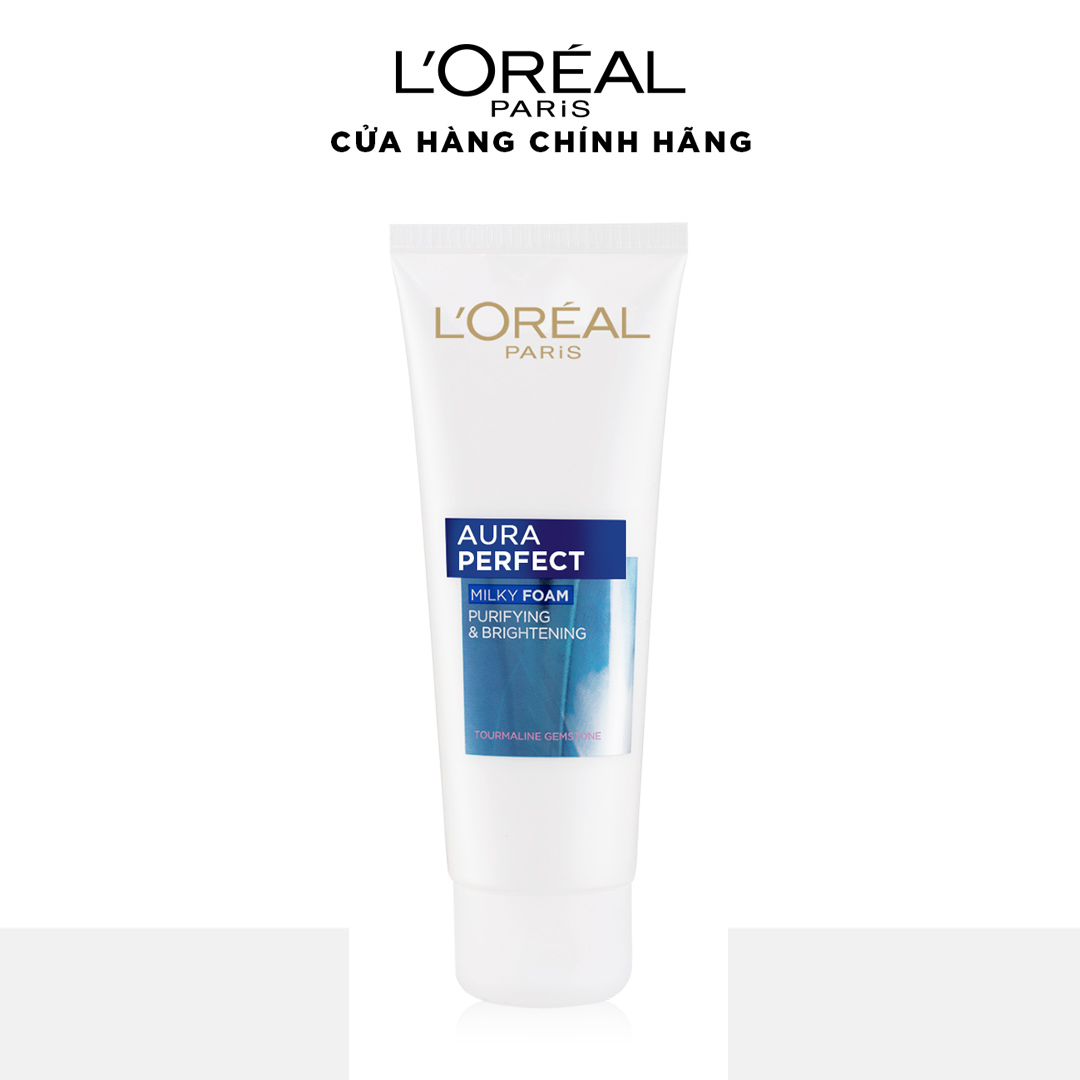 L'ORÉAL
PARiS
CỬA HÀNG CHÍNH HÃNG
L'ORÉAL
PARiS
AURA
PERFECT
MILKY FOAM
PURIFYING
& BRIGHTENING
TOURMALINE GEMSTONE